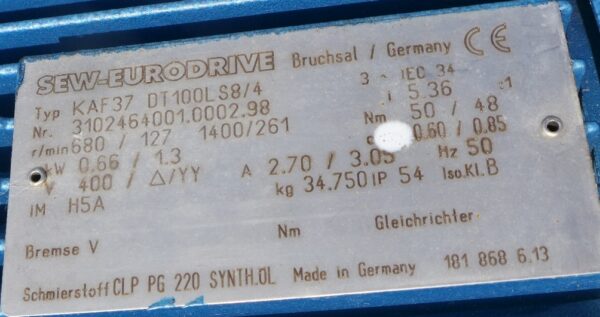 SEW-EURODRIVE Bruchsal / Germany CE
Typ KAF37 DT100LS8/4 3 ~ IEC 34
Nr. 3102464001.0002.98 i 5.36 :1
r/min 680 / 127 1400/261 Nm 50 / 48
kW 0.66 / 1.3 0.60 / 0.85
V 400 / Δ/YY A 2.70 / 3.05 Hz 50
IM H5A kg 34.750 IP 54 Iso.Kl. B
Bremse V Nm Gleichrichter
Schmierstoff CLP PG 220 SYNTH.ÖL Made in Germany 181 868 6.13